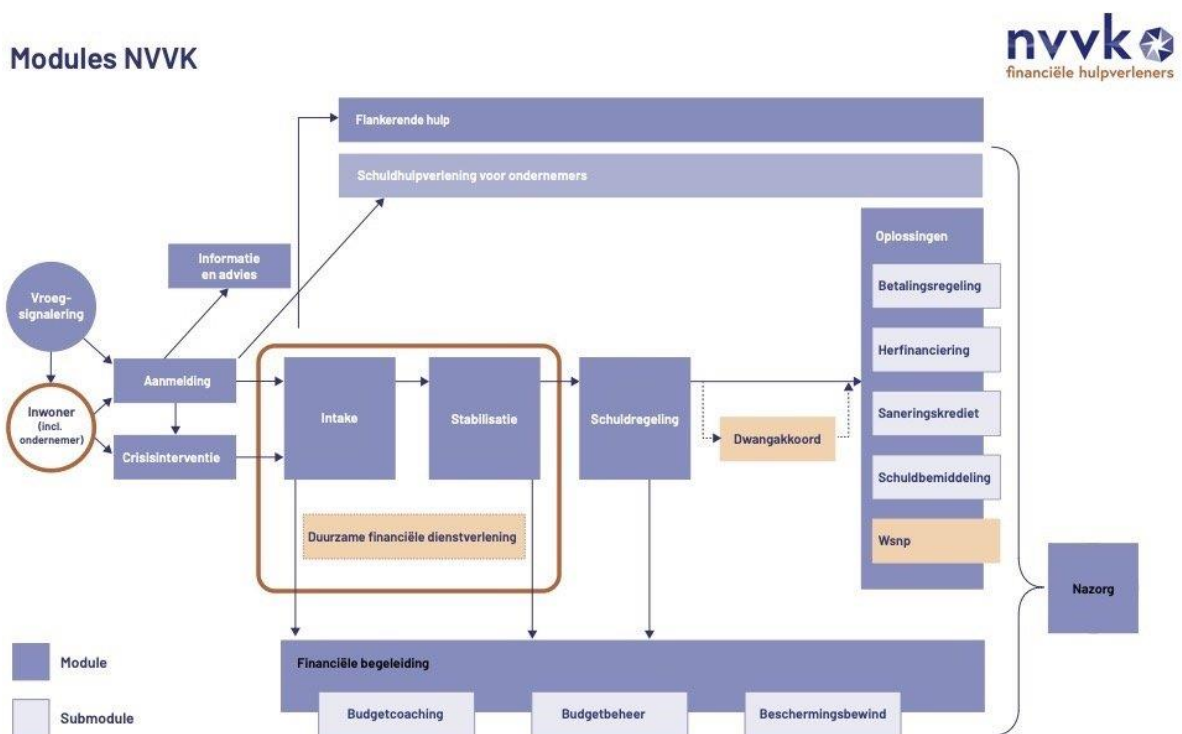 Modules NVVK
nvvk
financiële hulpverleners
Flankerende hulp
Schuldhulpverlening voor ondernemers
Oplossingen
Informatie
en advies
Betalingsregeling
Vroeg-
signalering
Herfinanciering
Aanmelding
Intake
Stabilisatie
Schuldregeling
Saneringskrediet
Inwoner
(incl.
ondernemer)
Dwangakkoord
Crisisinterventie
Schuldbemiddeling
Duurzame financiële dienstverlening
Wsnp
Nazorg
Financiële begeleiding
Module
Budgetcoaching
Budgetbeheer
Beschermingsbewind
Submodule